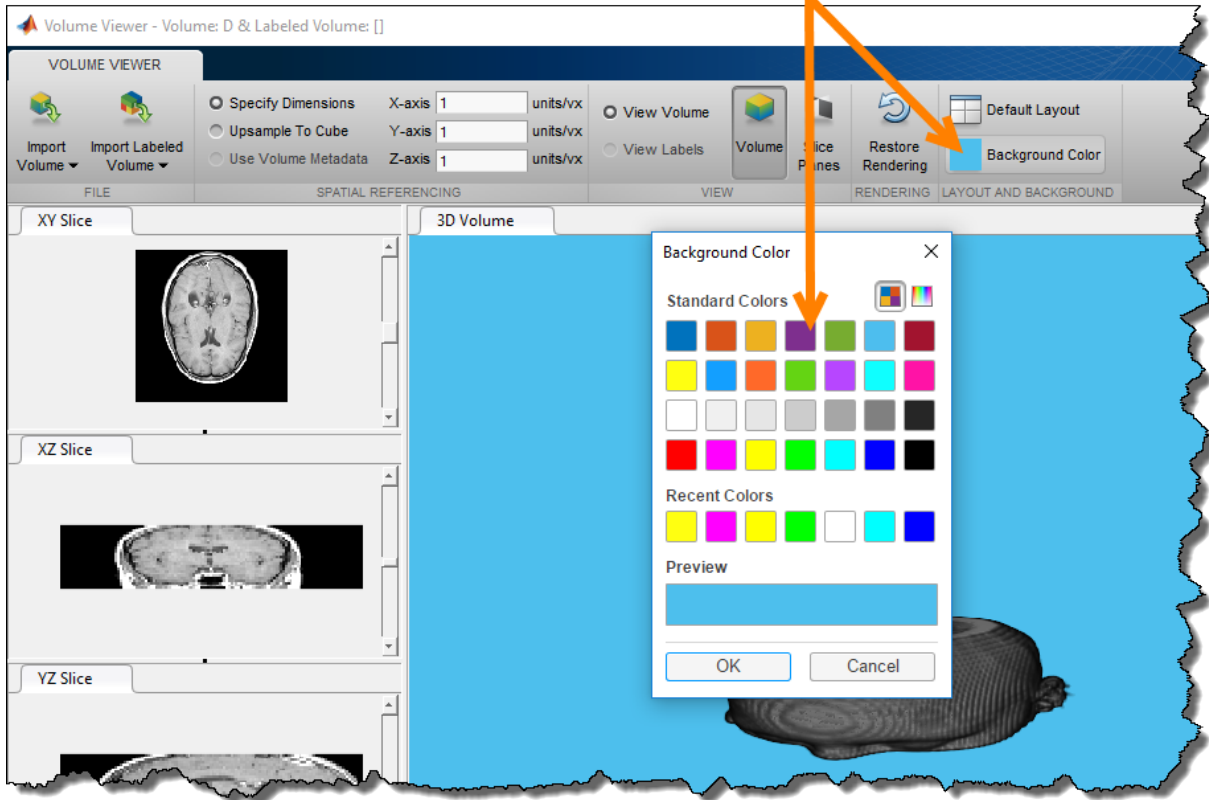 Volume Viewer - Volume: D & Labeled Volume: []
VOLUME VIEWER
Import Volume
Import Labeled Volume
FILE
Specify Dimensions
Upsample To Cube
Use Volume Metadata
X-axis 1 units/vx
Y-axis 1 units/vx
Z-axis 1 units/vx
SPATIAL REFERENCING
View Volume
View Labels
Volume
Slice Planes
VIEW
Restore Rendering
RENDERING
Default Layout
Background Color
LAYOUT AND BACKGROUND
XY Slice
XZ Slice
YZ Slice
3D Volume
Background Color
Standard Colors
Recent Colors
Preview
OK
Cancel